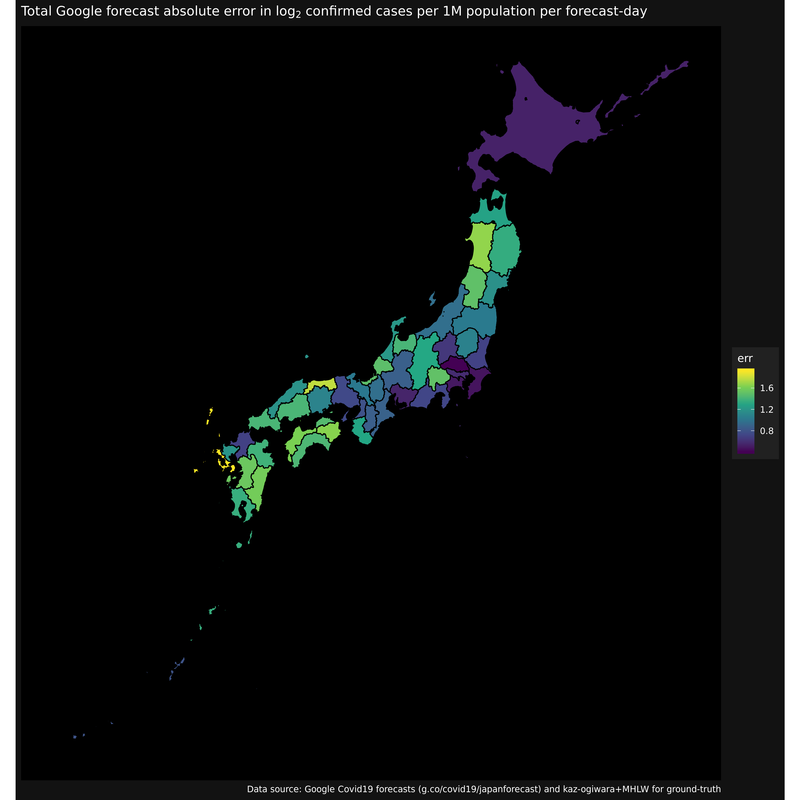 Total Google forecast absolute error in log₂ confirmed cases per 1M population per forecast-day
err
1.6
1.2
0.8
Data source: Google Covid19 forecasts (g.co/covid19/japanforecast) and kaz-ogiwara+MHLW for ground-truth